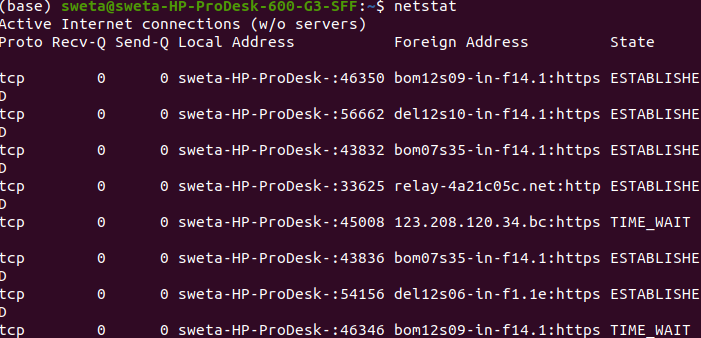 (base) sweta@sweta-HP-ProDesk-600-G3-SFF:~$ netstat
Active Internet connections (w/o servers)
Proto Recv-Q Send-Q Local Address           Foreign Address         State
tcp        0      0 sweta-HP-ProDesk-:46350 bom12s09-in-f14.1:https ESTABLISHE
D
tcp        0      0 sweta-HP-ProDesk-:56662 del12s10-in-f14.1:https ESTABLISHE
D
tcp        0      0 sweta-HP-ProDesk-:43832 bom07s35-in-f14.1:https ESTABLISHE
D
tcp        0      0 sweta-HP-ProDesk-:33625 relay-4a21c05c.net:http ESTABLISHE
D
tcp        0      0 sweta-HP-ProDesk-:45008 123.208.120.34.bc:https TIME_WAIT
tcp        0      0 sweta-HP-ProDesk-:43836 bom07s35-in-f14.1:https ESTABLISHE
D
tcp        0      0 sweta-HP-ProDesk-:54156 del12s06-in-f1.1e:https ESTABLISHE
D
tcp        0      0 sweta-HP-ProDesk-:46346 bom12s09-in-f14.1:https TIME_WAIT